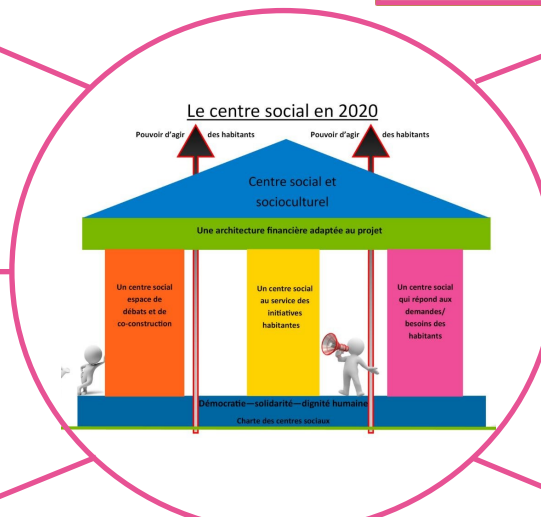 Le centre social en 2020
Pouvoir d'agir des habitants Pouvoir d'agir des habitants
Centre social et
socioculturel
Une architecture financière adaptée au projet
Un centre social
espace de
débats et de
co-construction
Un centre social
au service des
initiatives
habitantes
Un centre social
qui répond aux
demandes/
besoins des
habitants
Démocratie—solidarité—dignité humaine
Charte des centres sociaux